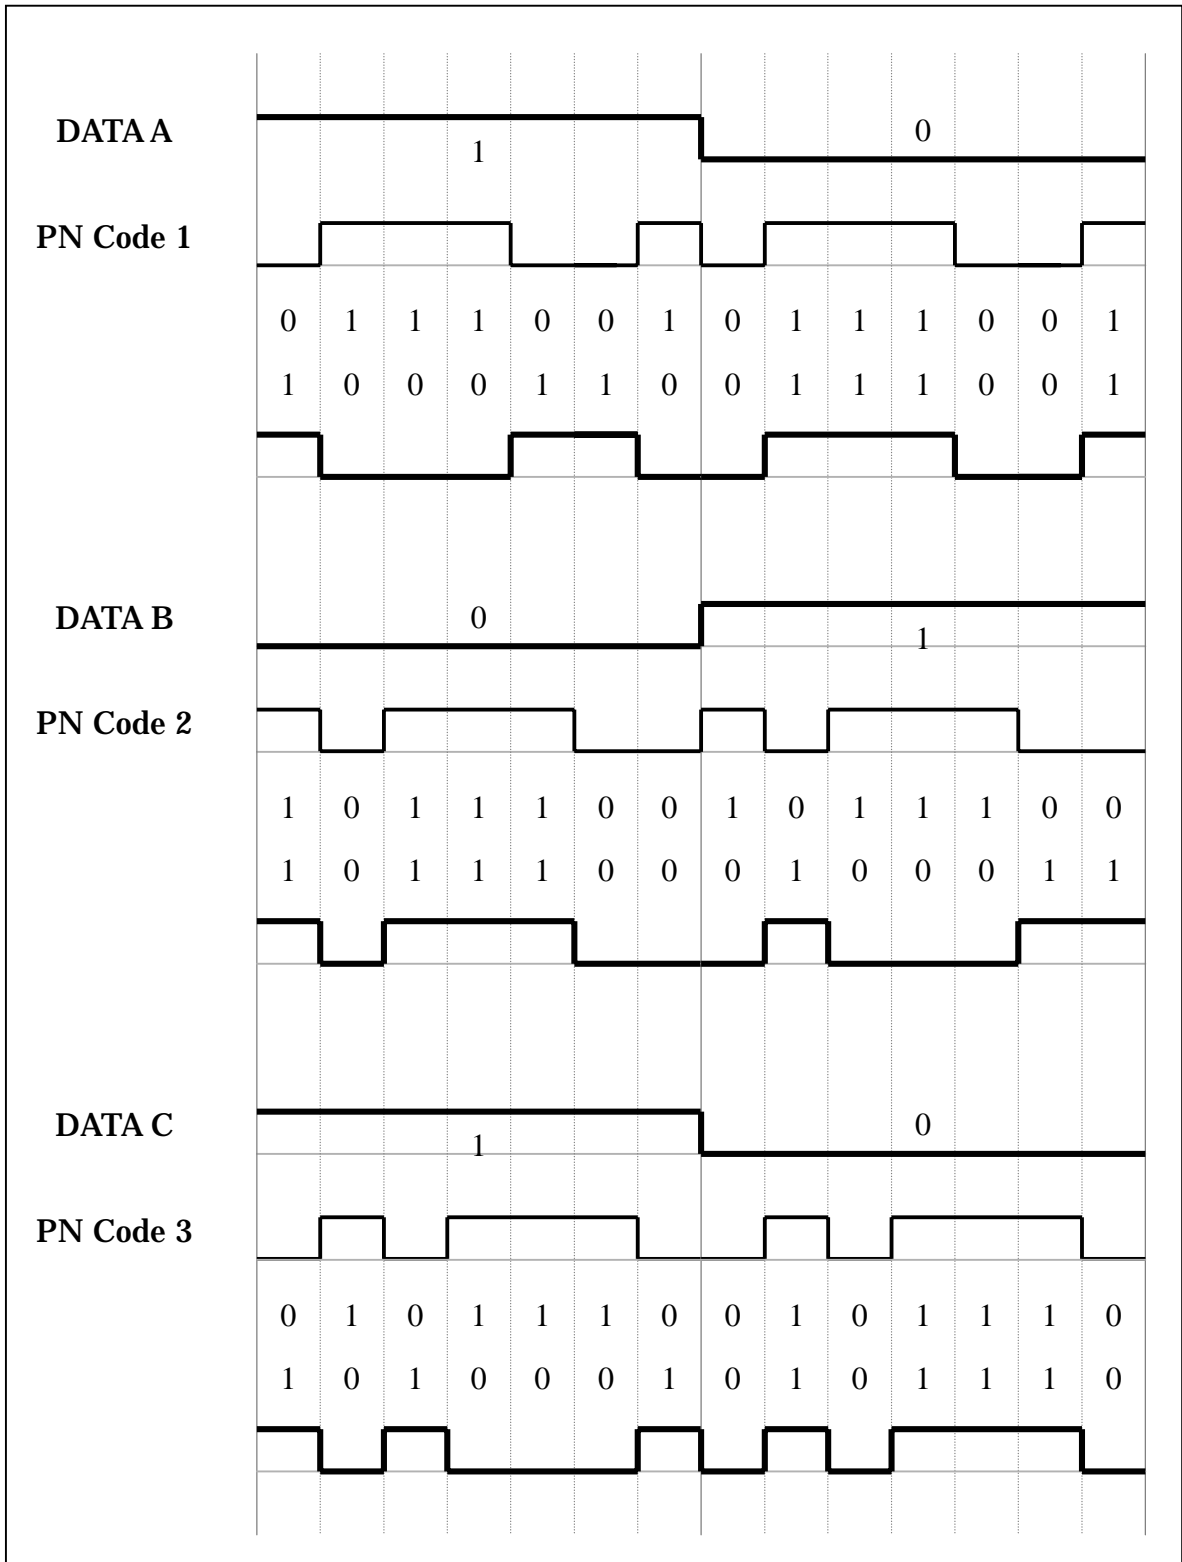 DATA A
1
0
PN Code 1
0 1 1 1 0 0 1 0 1 1 1 0 0 1
1 0 0 0 1 1 0 0 1 1 1 0 0 1
DATA B
0
1
PN Code 2
1 0 1 1 1 0 0 1 0 1 1 1 0 0
1 0 1 1 1 0 0 0 1 0 0 0 1 1
DATA C
1
0
PN Code 3
0 1 0 1 1 1 0 0 1 0 1 1 1 0
1 0 1 0 0 0 1 0 1 0 1 1 1 0